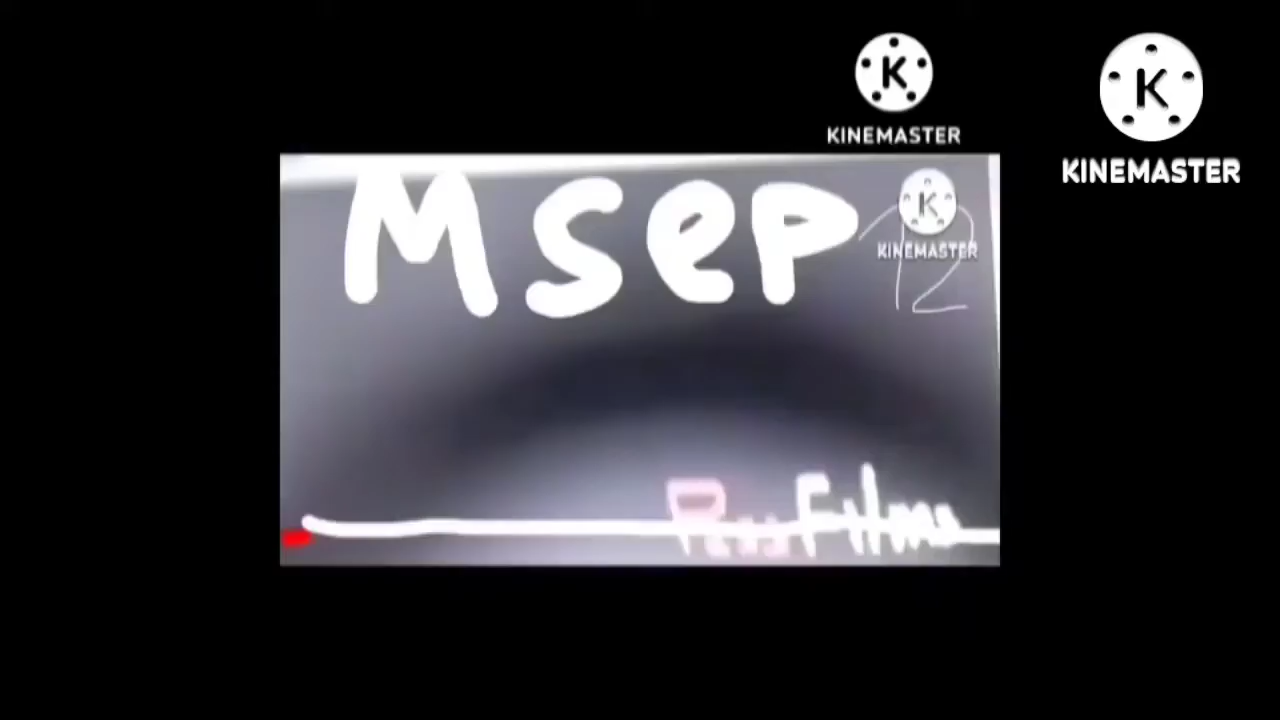 K K
KINEMASTER KINEMASTER
Msep 12
K
KINEMASTER
Films